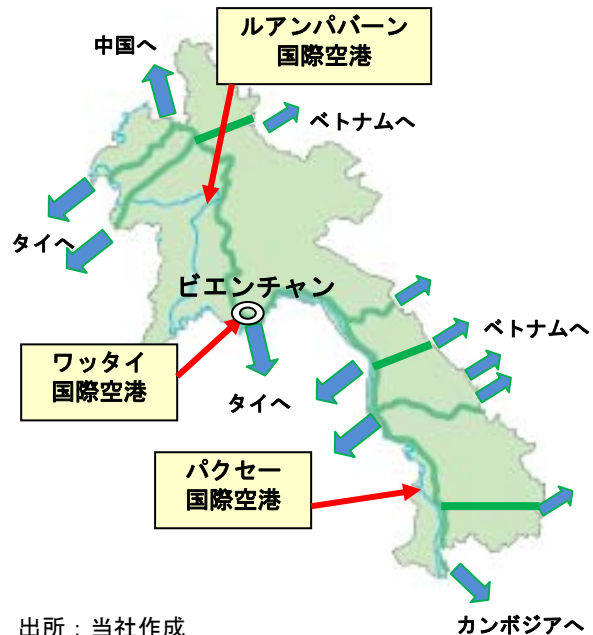 ルアンパバーン
国際空港
中国へ
ベトナムへ
タイへ
ビエンチャン
ベトナムへ
ワッタイ
国際空港
タイへ
パクセー
国際空港
カンボジアへ
出所：当社作成